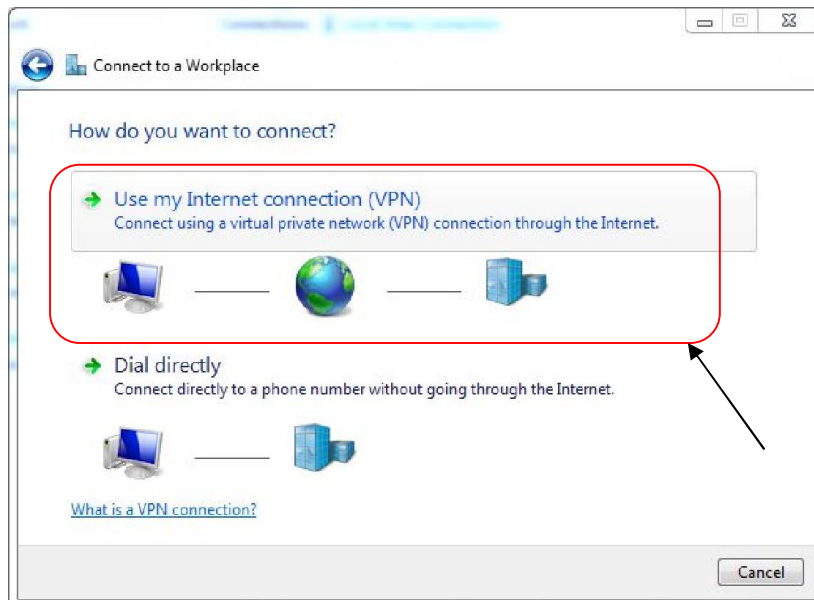 Connect to a Workplace
How do you want to connect?
Use my Internet connection (VPN)
Connect using a virtual private network (VPN) connection through the Internet.
Dial directly
Connect directly to a phone number without going through the Internet.
What is a VPN connection?
Cancel